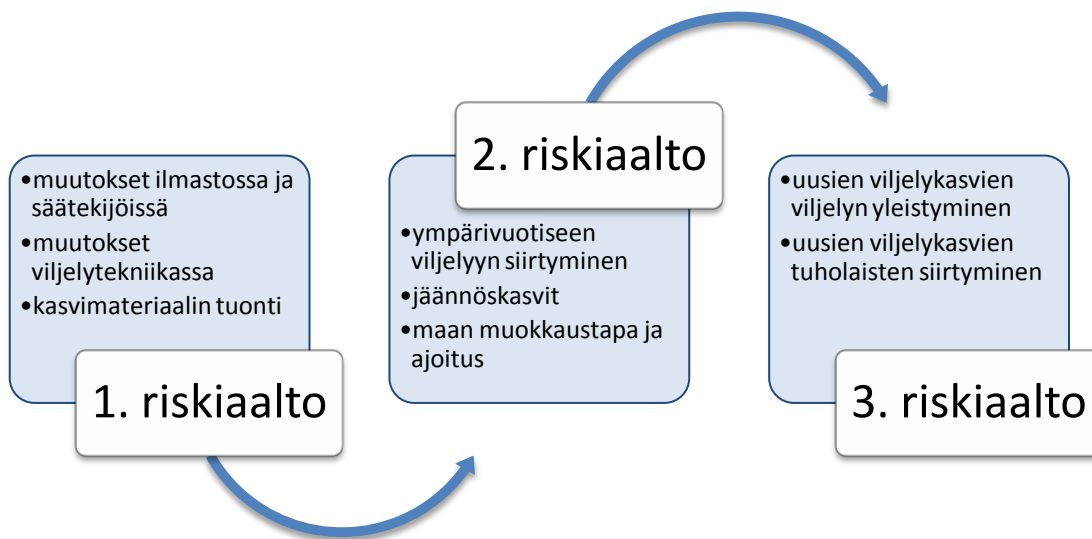 •muutokset ilmastossa ja
säätekijöissä
•muutokset
viljelytekniikassa
•kasvimateriaalin tuonti
1. riskiaalto
2. riskiaalto
•ympärivuotiseen
viljelyyn siirtyminen
•jäännöskasvit
•maan muokkaustapa ja
ajoitus
•uusien viljelykasvien
viljelyn yleistyminen
•uusien viljelykasvien
tuholaisten siirtyminen
3. riskiaalto